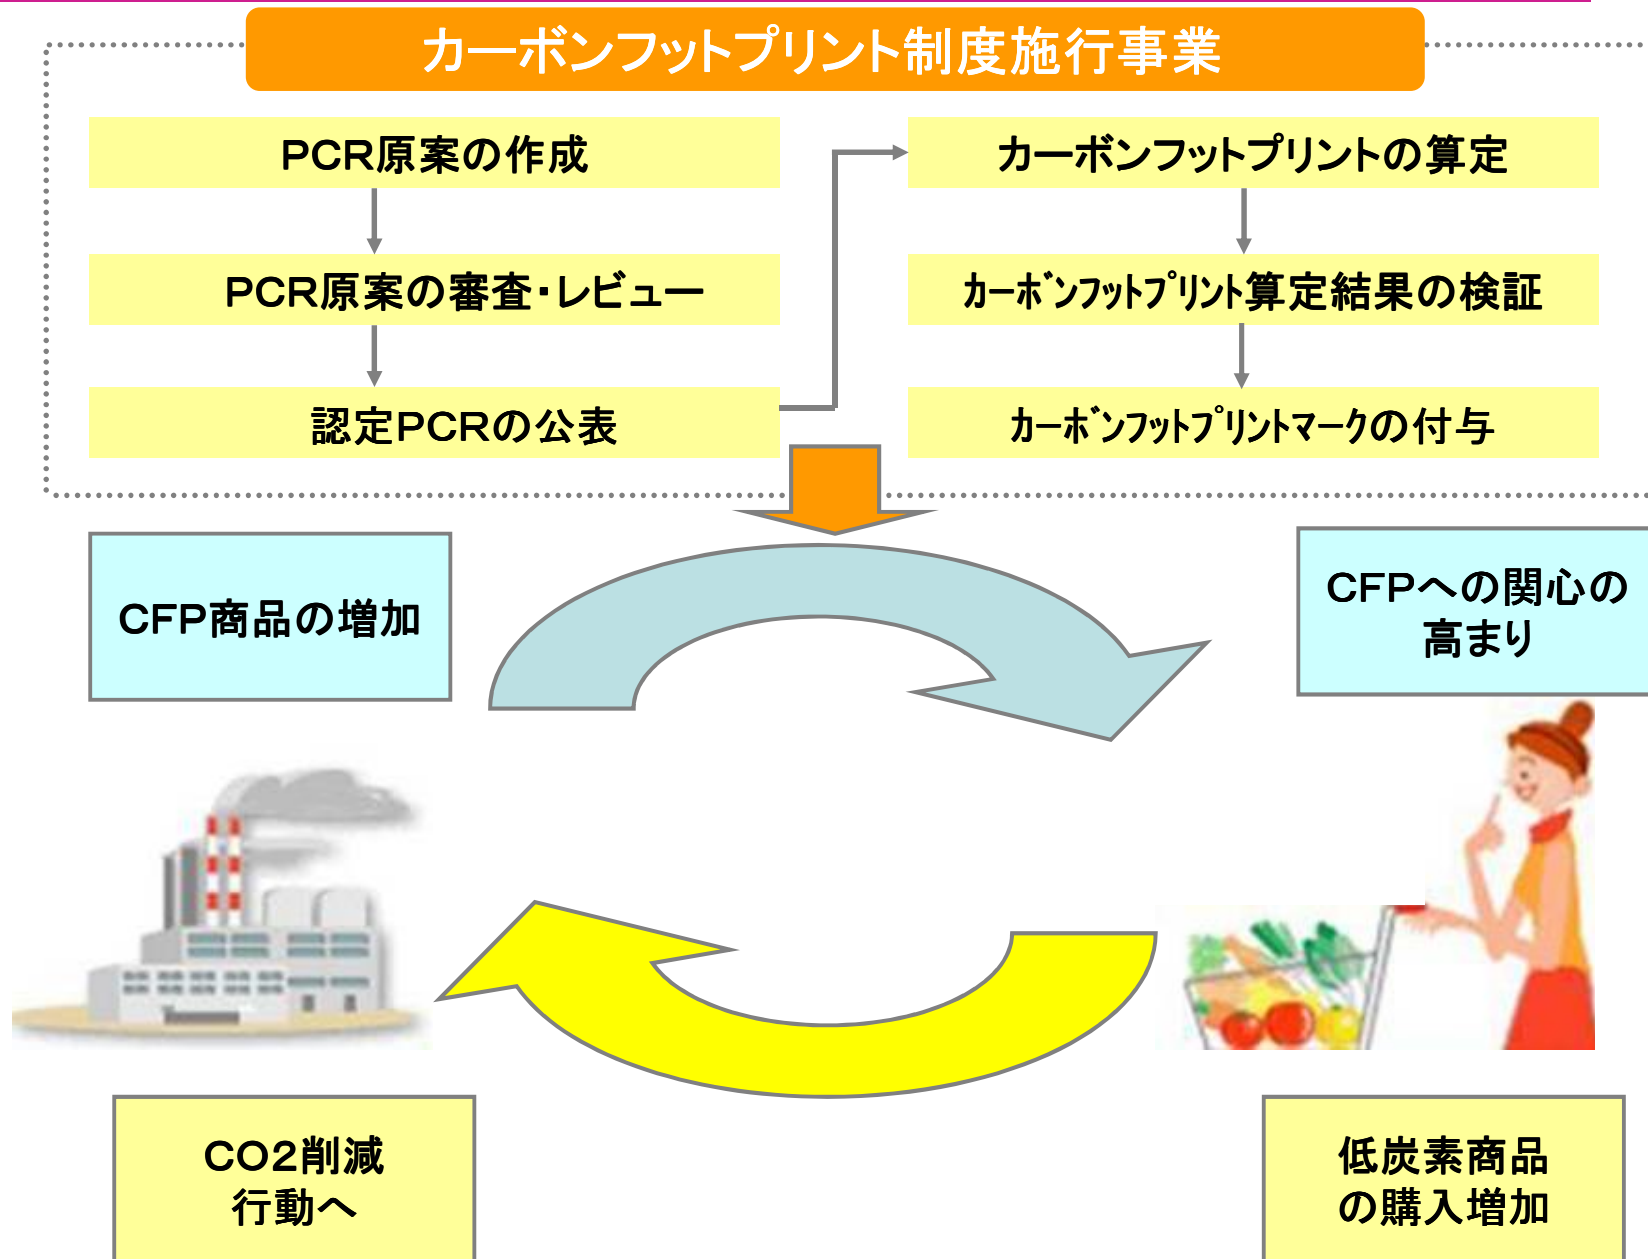 カーボンフットプリント制度施行事業
PCR原案の作成
PCR原案の審査・レビュー
認定PCRの公表
カーボンフットプリントの算定
カーボンフットプリント算定結果の検証
カーボンフットプリントマークの付与
CFP商品の増加
CFPへの関心の
高まり
CO2削減
行動へ
低炭素商品
の購入増加